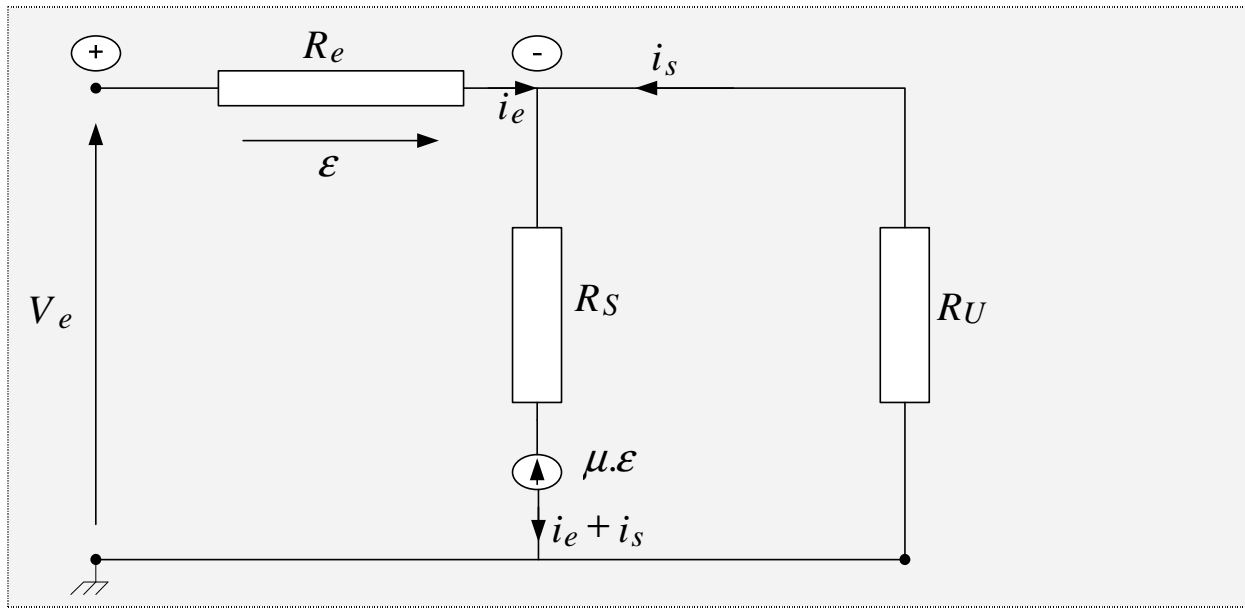 +
R_e
-
i_s
i_e
ε
V_e
R_S
R_U
μ.ε
i_e + i_s